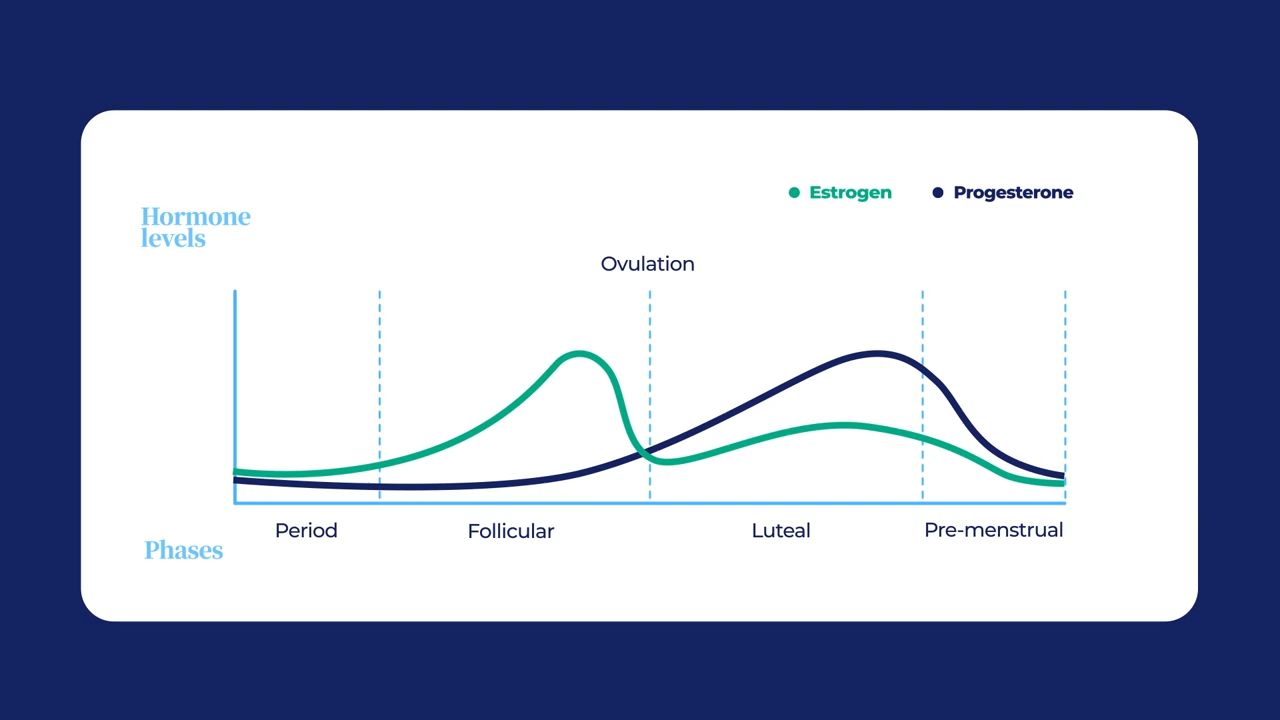 Estrogen
Progesterone
Hormone
levels
Ovulation
Period
Follicular
Luteal
Pre-menstrual
Phases